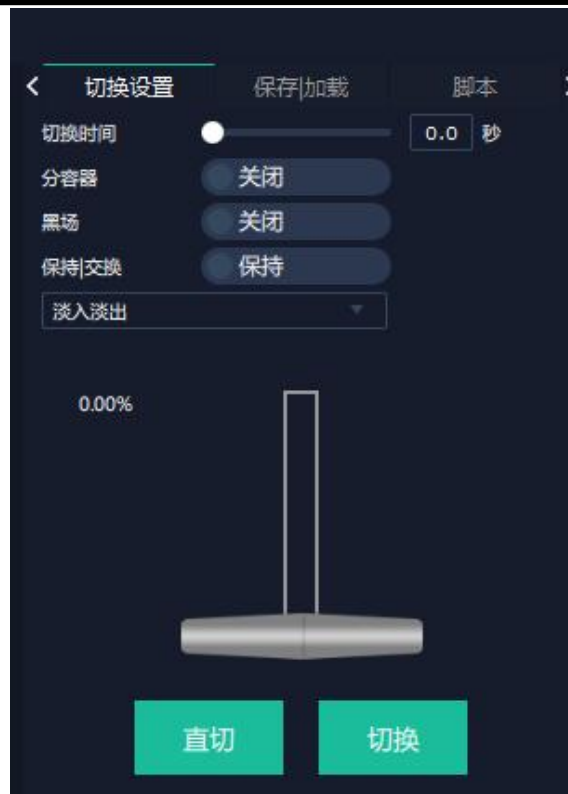 切换设置 保存|加载 脚本
切换时间 0.0 秒
分容器 关闭
黑场 关闭
保持|交换 保持
淡入淡出
0.00%
直切 切换